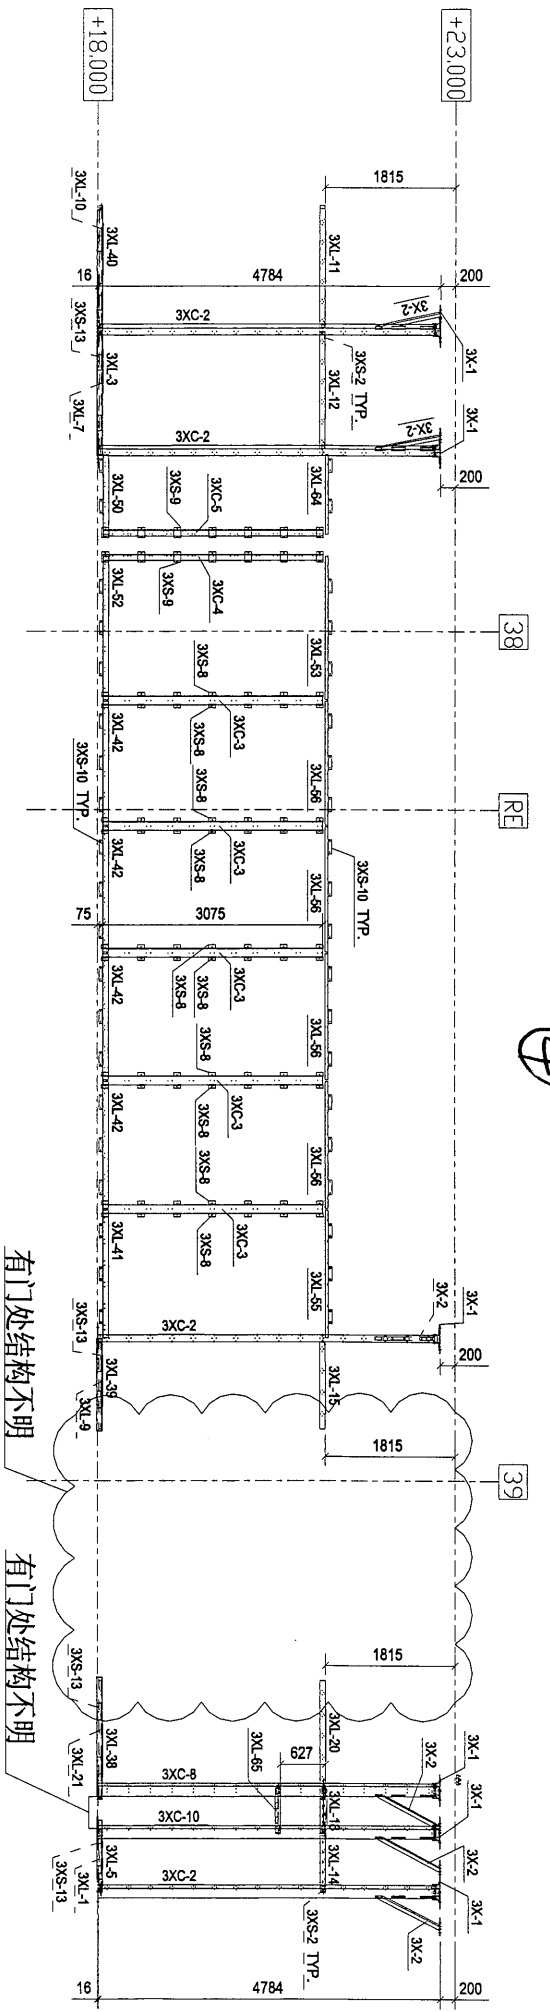 +23.000
+18.000
38
RE
39
1815
200
4784
16
3XL-10
3XL-40
3XL-11
3XC-2
3X-2
3X-1
3XS-13
3XL-3
3XL-7
3XS-2 TYP.
3XL-12
3XC-2
3X-2
3X-1
200
3XL-50
3XS-9
3XC-5
3XL-64
3XL-52
3XS-9
3XC-4
3XL-53
3XS-8
3XC-3
3XS-8
3XL-42
3XL-56
3XS-10 TYP.
3XS-8
3XC-3
3XS-8
3XL-42
3XL-56
3XS-10 TYP.
75
3075
3XC-3
3XS-8
3XS-8
3XL-42
3XL-56
3XS-8
3XC-3
3XS-8
3XL-42
3XL-56
3XS-8
3XC-3
3XS-8
3XL-41
3XL-55
3XC-2
3X-2
3X-1
200
3XS-13
3XL-39
3XL-9
3XL-15
1815
有门处结构不明
1815
3XS-13
3XL-38
3XL-21
3XL-20
627
3XL-65
3XC-8
3X-1
3X-2
3XL-18
3XC-10
3X-1
3X-2
3XL-14
3XL-5
3XL-1
3XS-13
3XC-2
3X-1
3X-2
3XS-2 TYP.
有门处结构不明
200
4784
16